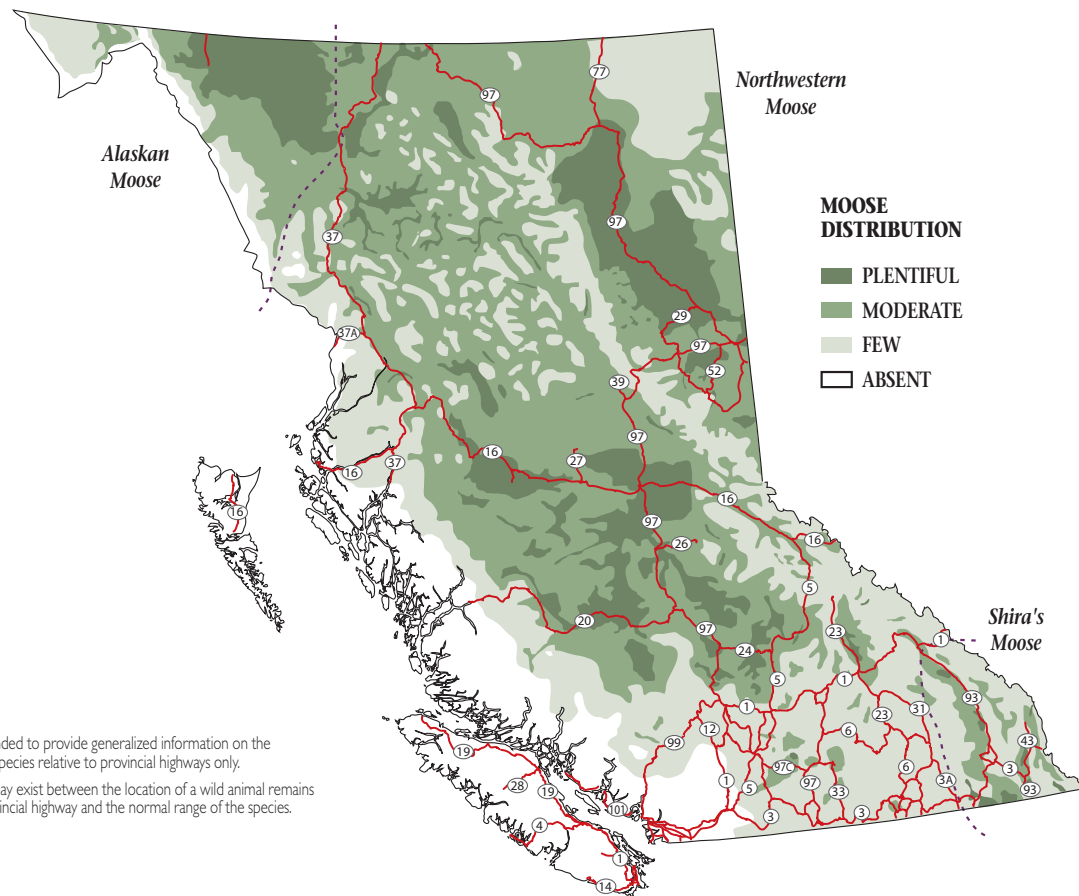 77
97
Northwestern
Moose
Alaskan
Moose
MOOSE
DISTRIBUTION
PLENTIFUL
MODERATE
FEW
ABSENT
97
37
29
37A
97
52
39
97
16
27
37
16
16
16
97
26
16
5
20
97
23
24
Shira's
Moose
1
5
1
93
1
23
31
12
99
6
43
19
97C
6
3
28
19
1
5
97
33
3A
93
101
3
3
4
1
14
nded to provide generalized information on the
pecies relative to provincial highways only.
ay exist between the location of a wild animal remains
vincial highway and the normal range of the species.